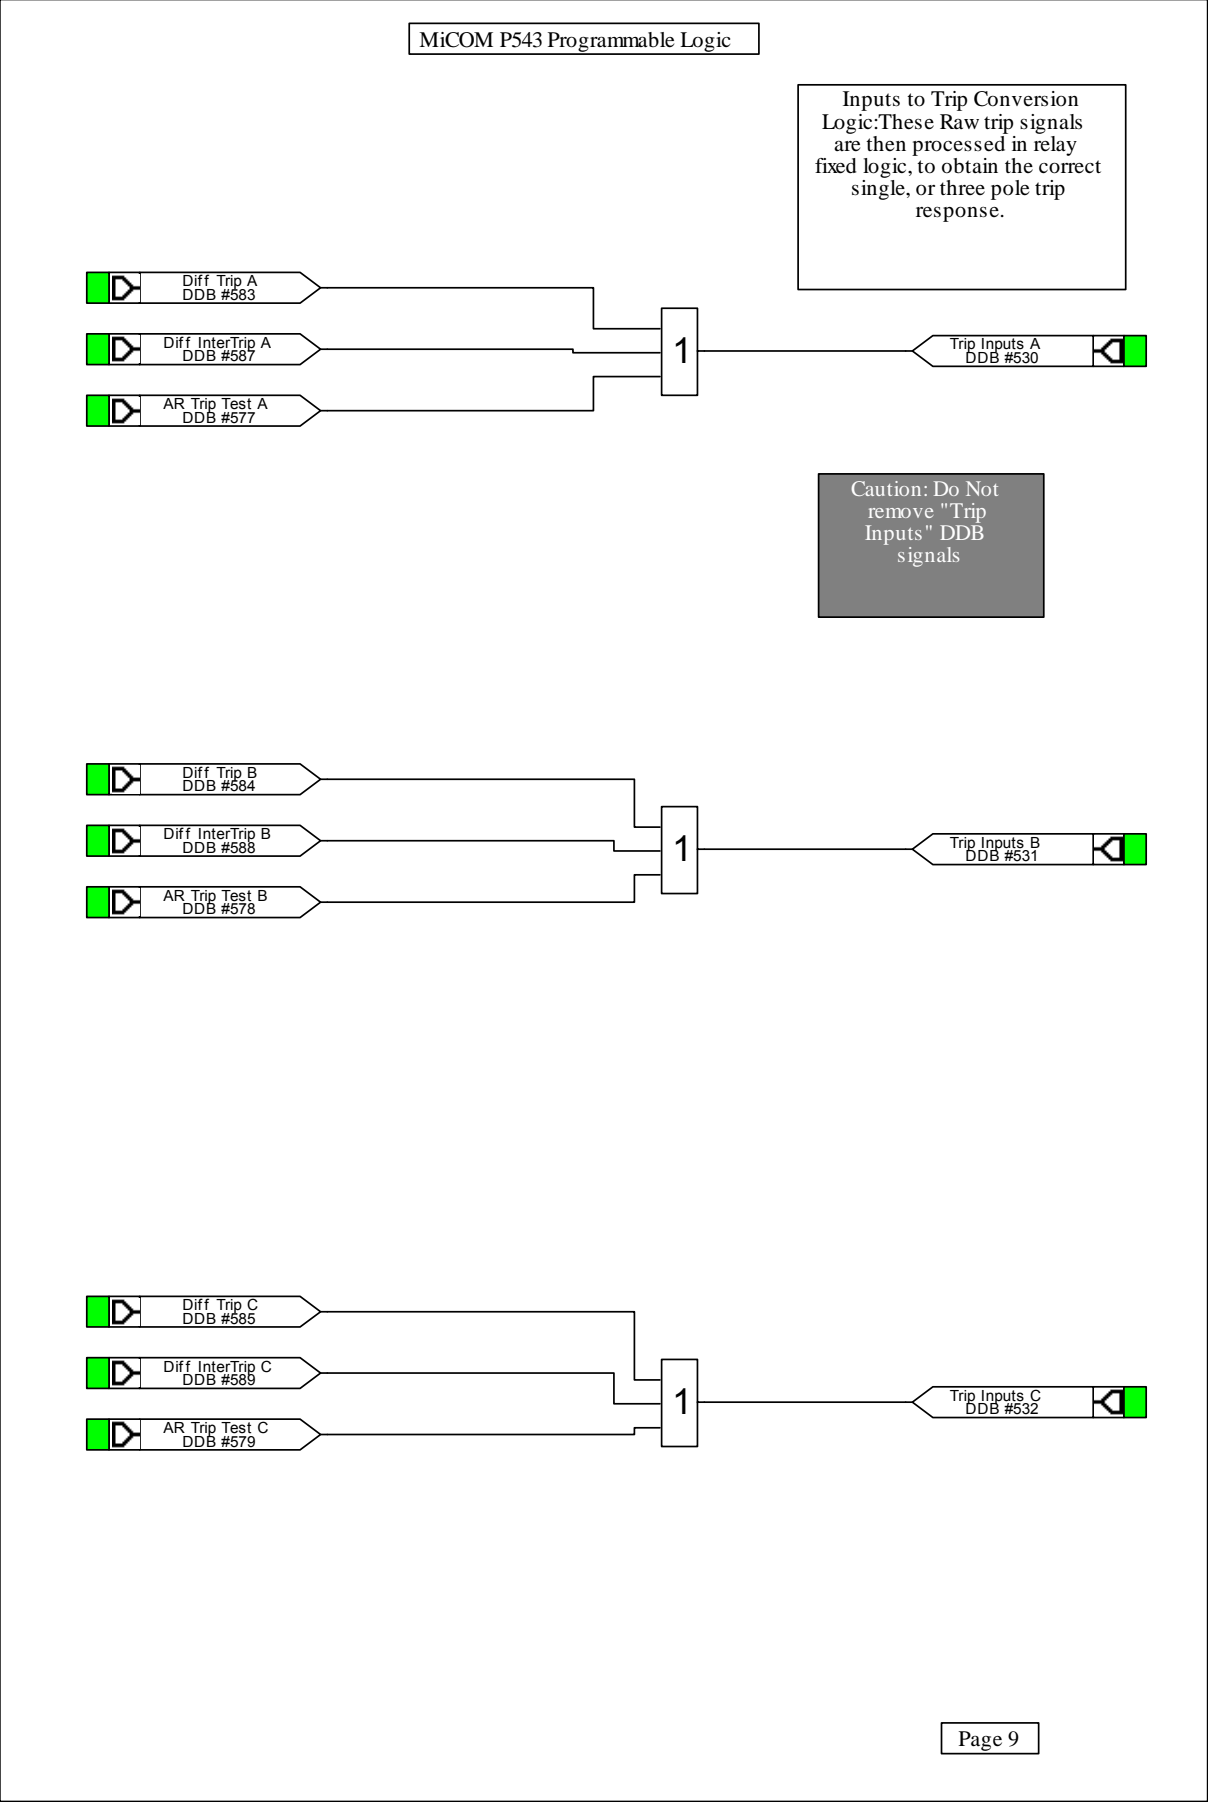 MiCOM P543 Programmable Logic
Inputs to Trip Conversion
Logic:These Raw trip signals
are then processed in relay
fixed logic, to obtain the correct
single, or three pole trip
response.
Diff Trip A
DDB #583
Diff InterTrip A
DDB #587
AR Trip Test A
DDB #577
1
Trip Inputs A
DDB #530
Caution: Do Not
remove "Trip
Inputs" DDB
signals
Diff Trip B
DDB #584
Diff InterTrip B
DDB #588
AR Trip Test B
DDB #578
1
Trip Inputs B
DDB #531
Diff Trip C
DDB #585
Diff InterTrip C
DDB #589
AR Trip Test C
DDB #579
1
Trip Inputs C
DDB #532
Page 9